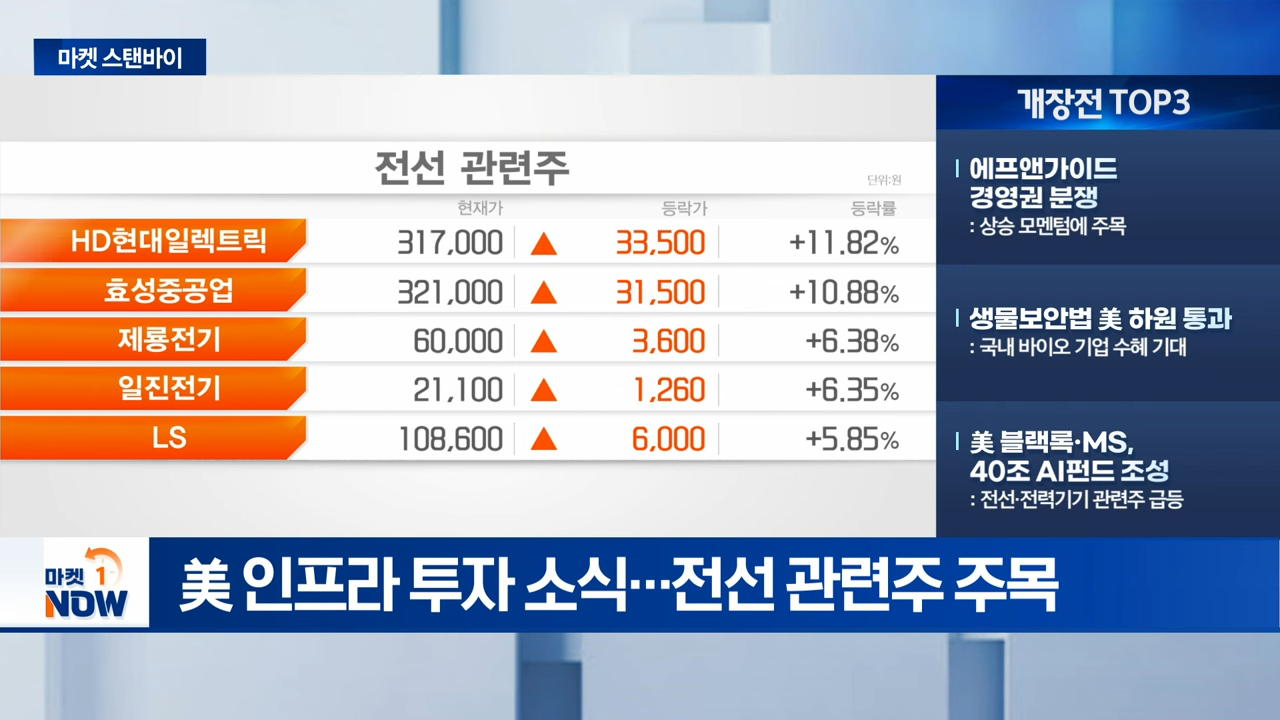 마켓 스탠바이
전선 관련주
단위:원
현재가 등락가 등락률
HD현대일렉트릭 317,000 ▲ 33,500 +11.82%
효성중공업 321,000 ▲ 31,500 +10.88%
제룡전기 60,000 ▲ 3,600 +6.38%
일진전기 21,100 ▲ 1,260 +6.35%
LS 108,600 ▲ 6,000 +5.85%
개장전 TOP3
에프앤가이드
경영권 분쟁
: 상승 모멘텀에 주목
생물보안법 美 하원 통과
: 국내 바이오 기업 수혜 기대
美 블랙록·MS,
40조 AI펀드 조성
: 전선·전력기기 관련주 급등
마켓 1
NOW
美 인프라 투자 소식…전선 관련주 주목